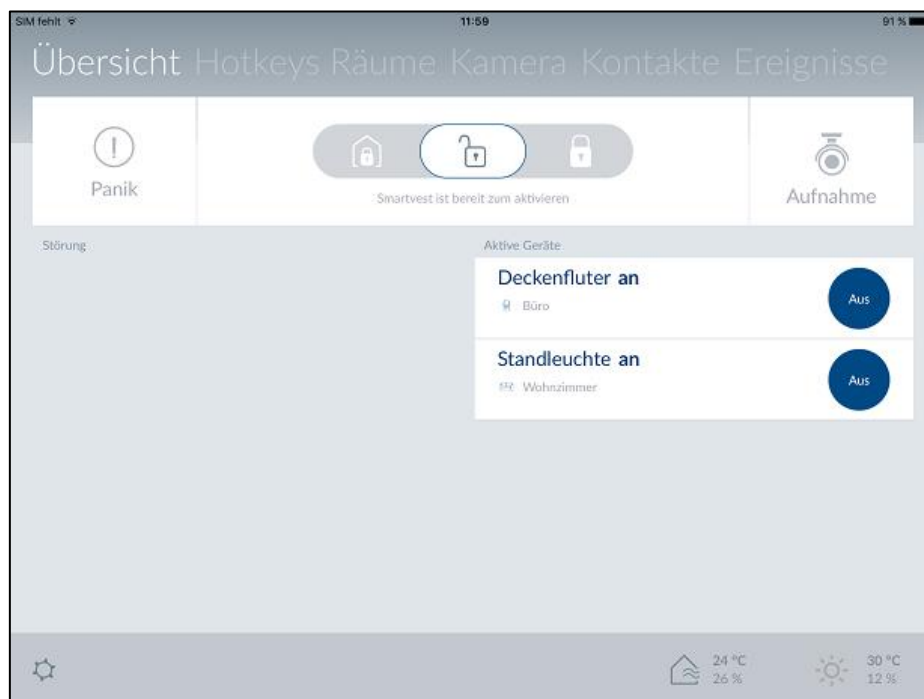 SIM fehlt 11:59 91 %
Übersicht Hotkeys Räume Kamera Kontakte Ereignisse
Panik
Smartvest ist bereit zum aktivieren
Aufnahme
Störung
Aktive Geräte
Deckenfluter an
Büro
Aus
Standleuchte an
Wohnzimmer
Aus
24 °C
26 %
30 °C
12 %